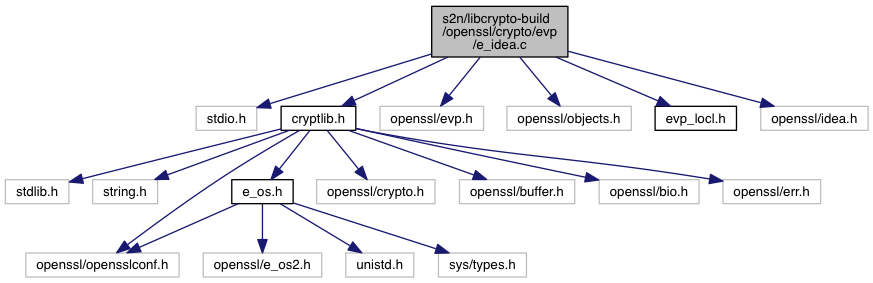 s2n/libcrypto-build
/openssl/crypto/evp
/e_idea.c
stdio.h
cryptlib.h
openssl/evp.h
openssl/objects.h
evp_locl.h
openssl/idea.h
stdlib.h
string.h
e_os.h
openssl/crypto.h
openssl/buffer.h
openssl/bio.h
openssl/err.h
openssl/opensslconf.h
openssl/e_os2.h
unistd.h
sys/types.h